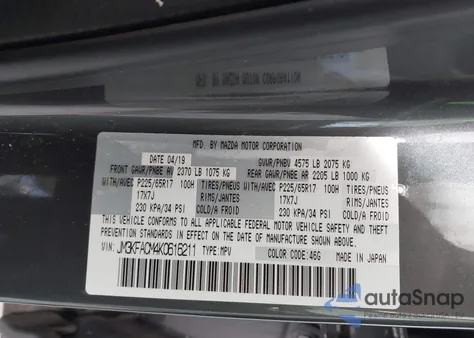 MFD. BY MAZDA MOTOR CORPORATION
DATE 04/19 GVWR/PNBV 4575 LB 2075 KG
FRONT GAWR/PNBE AV 2370 LB 1075 KG REAR GAWR/PNBE AR 2205 LB 1000 KG
WITH/AVEC P225/65R17 100H TIRES/PNEUS WITH/AVEC P225/65R17 100H TIRES/PNEUS
17X7J RIMS/JANTES 17X7J RIMS/JANTES
230 KPA/34 PSI COLD/A FROID 230 KPA/34 PSI COLD/A FROID
THIS VEHICLE CONFORMS TO ALL APPLICABLE FEDERAL MOTOR VEHICLE THEFT
PREVENTION STANDARDS IN EFFECT ON THE DATE OF MANUFACTURE SHOWN ABOVE.
VIN: JM3KFACM4K0616211 TYPE: MPV COLOR CODE: 46G MADE IN JAPAN
autoSnap